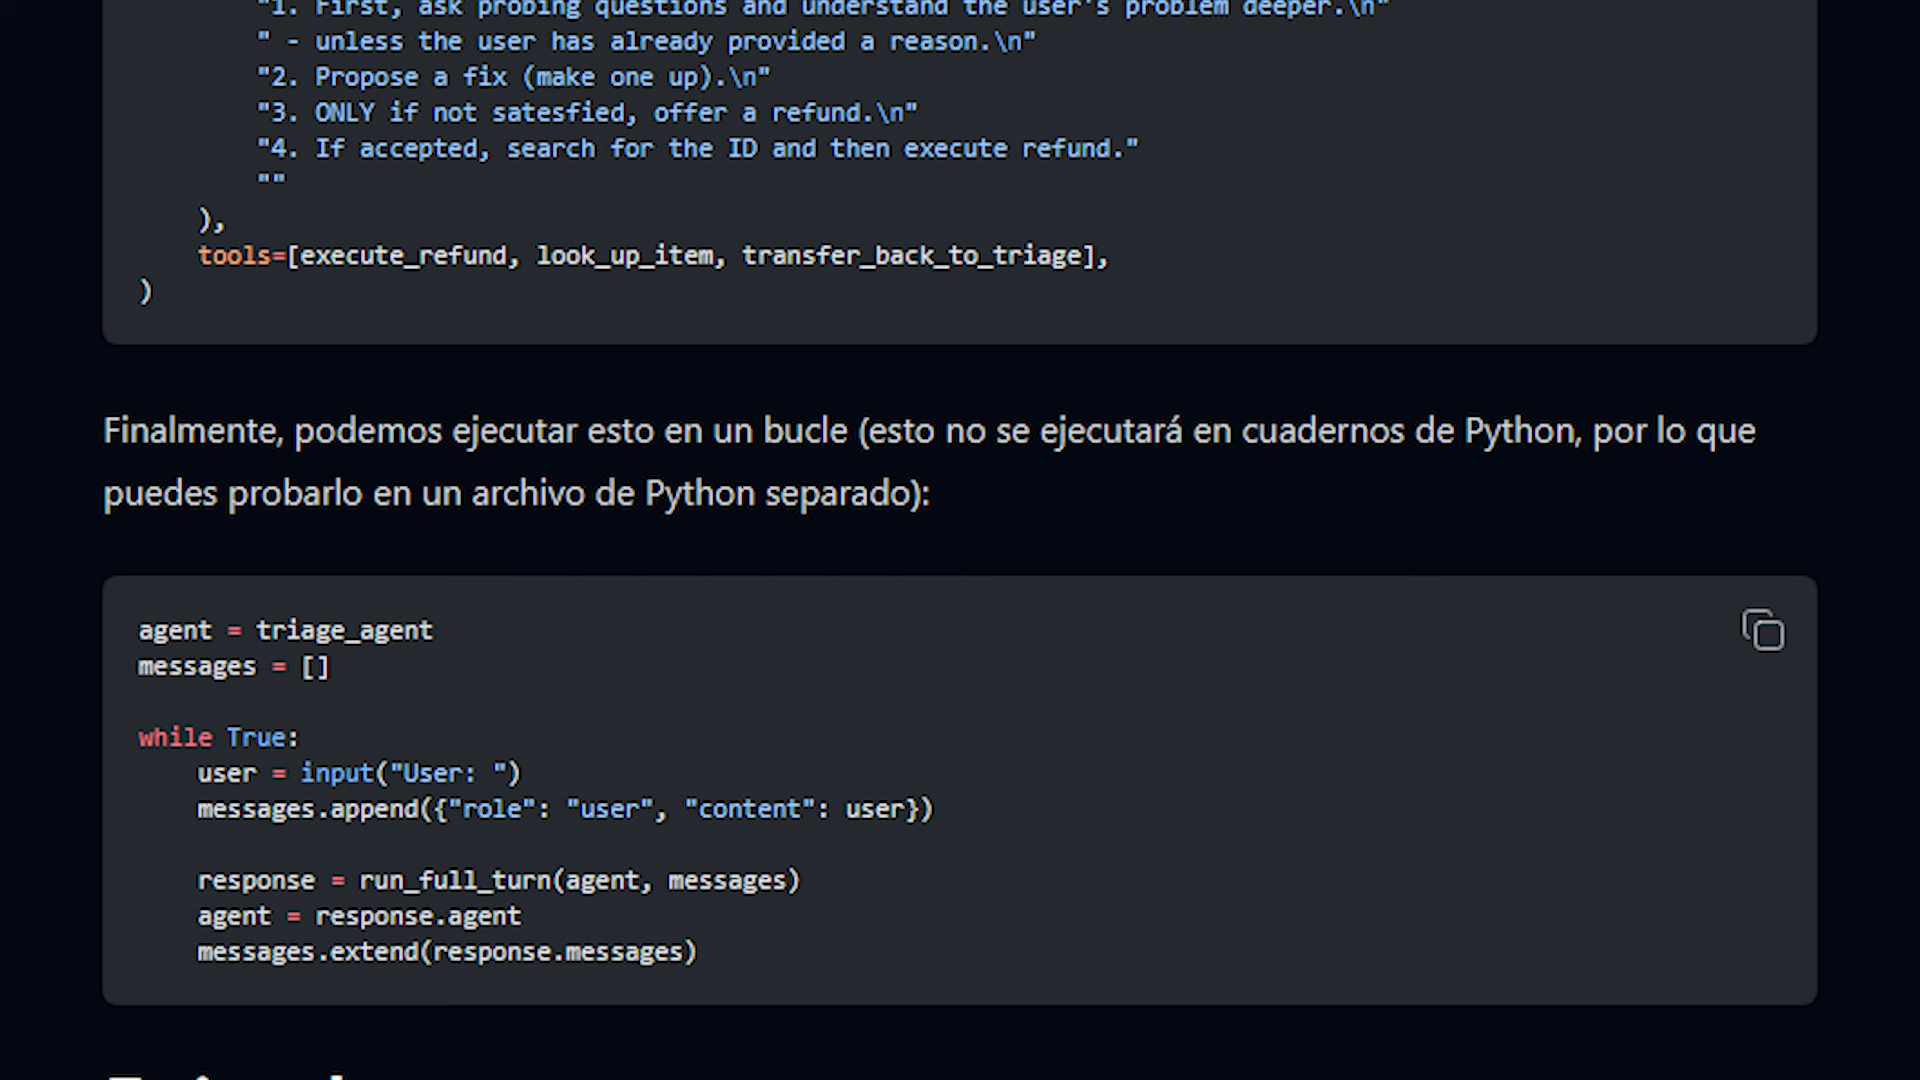 "1. First, ask probing questions and understand the user's problem deeper.\n"
" - unless the user has already provided a reason.\n"
"2. Propose a fix (make one up).\n"
"3. ONLY if not satesfied, offer a refund.\n"
"4. If accepted, search for the ID and then execute refund."
""
),
tools=[execute_refund, look_up_item, transfer_back_to_triage],
)
Finalmente, podemos ejecutar esto en un bucle (esto no se ejecutará en cuadernos de Python, por lo que
puedes probarlo en un archivo de Python separado):
agent = triage_agent
messages = []
while True:
user = input("User: ")
messages.append({"role": "user", "content": user})
response = run_full_turn(agent, messages)
agent = response.agent
messages.extend(response.messages)